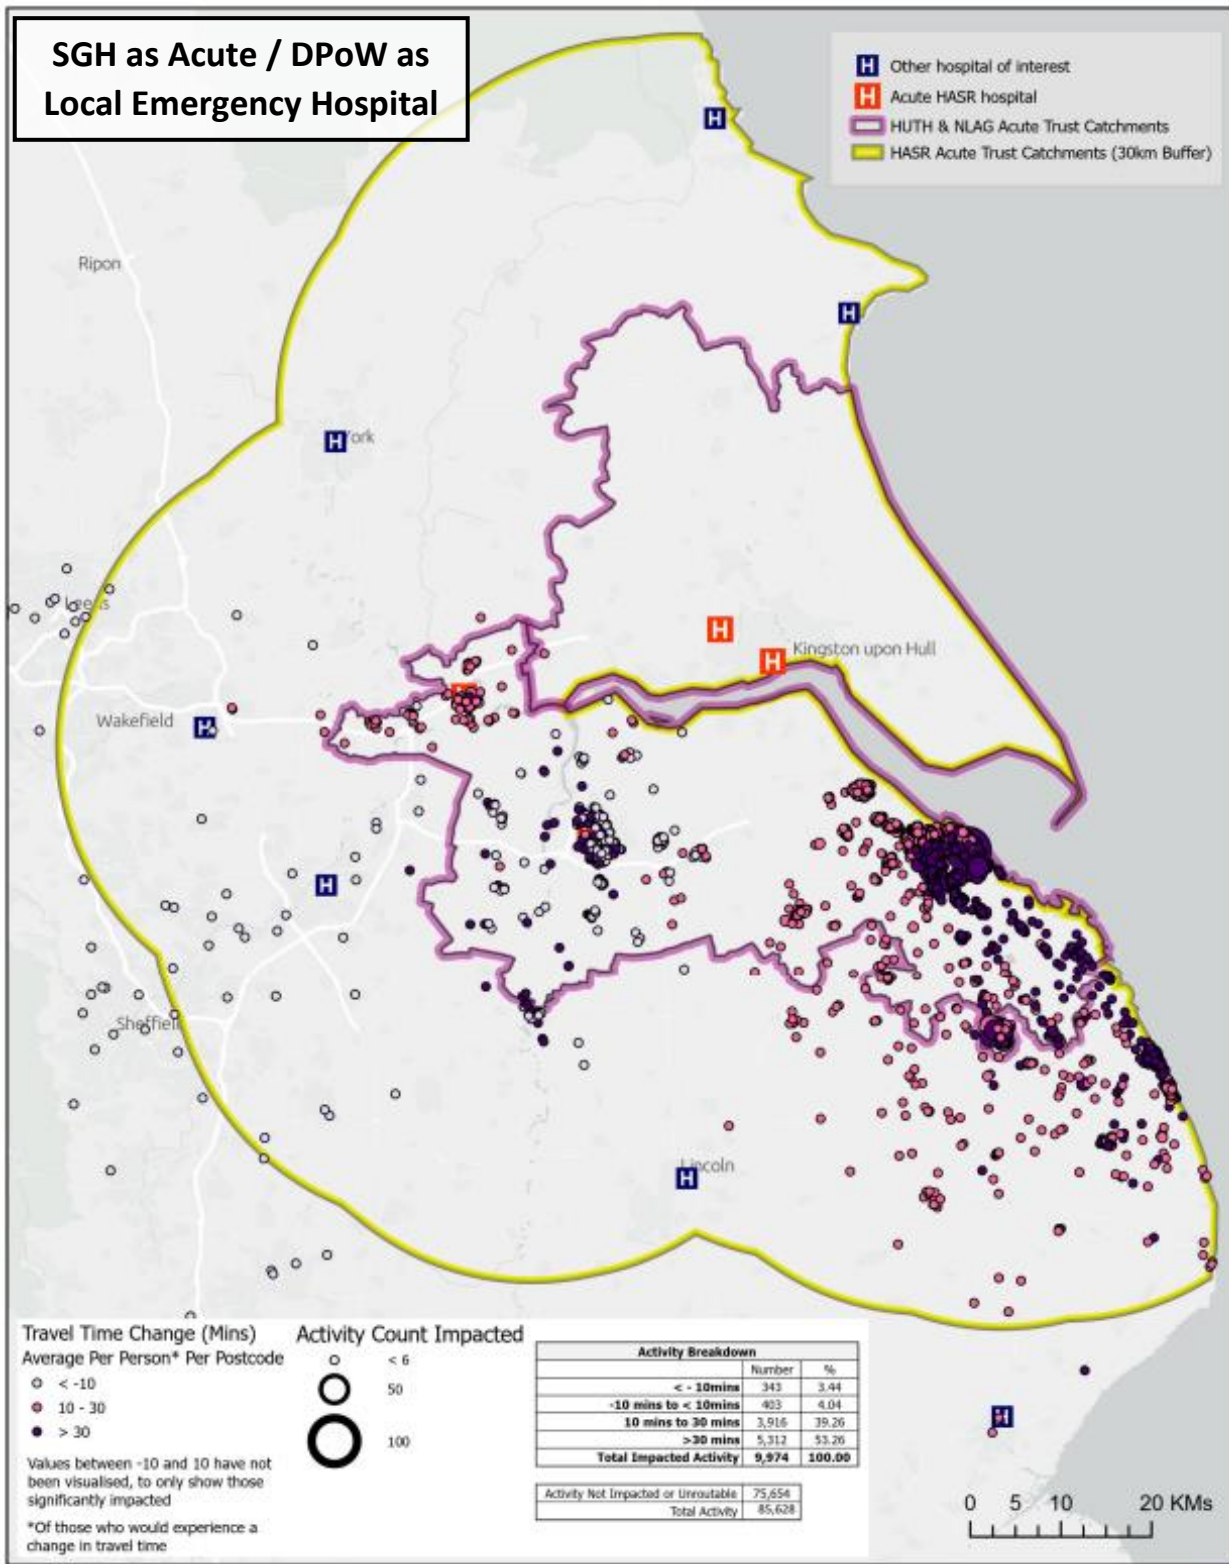 SGH as Acute / DPoW as
Local Emergency Hospital
H Other hospital of interest
H Acute HASR hospital
HUTH & NLAG Acute Trust Catchments
HASR Acute Trust Catchments (30km Buffer)
H
Ripon
H
H
ork
H
Kingston upon Hull
H
Leeds
Wakefield
H
H
Sheffield
Lincoln
H
H
Travel Time Change (Mins)
Average Per Person* Per Postcode
< -10
10 - 30
> 30
Values between -10 and 10 have not
been visualised, to only show those
significantly impacted
*Of those who would experience a
change in travel time
Activity Count Impacted
< 6
50
100
Activity Breakdown
Number %
< - 10mins 343 3.44
-10 mins to < 10mins 403 4.04
10 mins to 30 mins 3,916 39.26
>30 mins 5,312 53.26
Total Impacted Activity 9,974 100.00
Activity Not Impacted or Unroutable 75,654
Total Activity 85,628
0 5 10 20 KMs